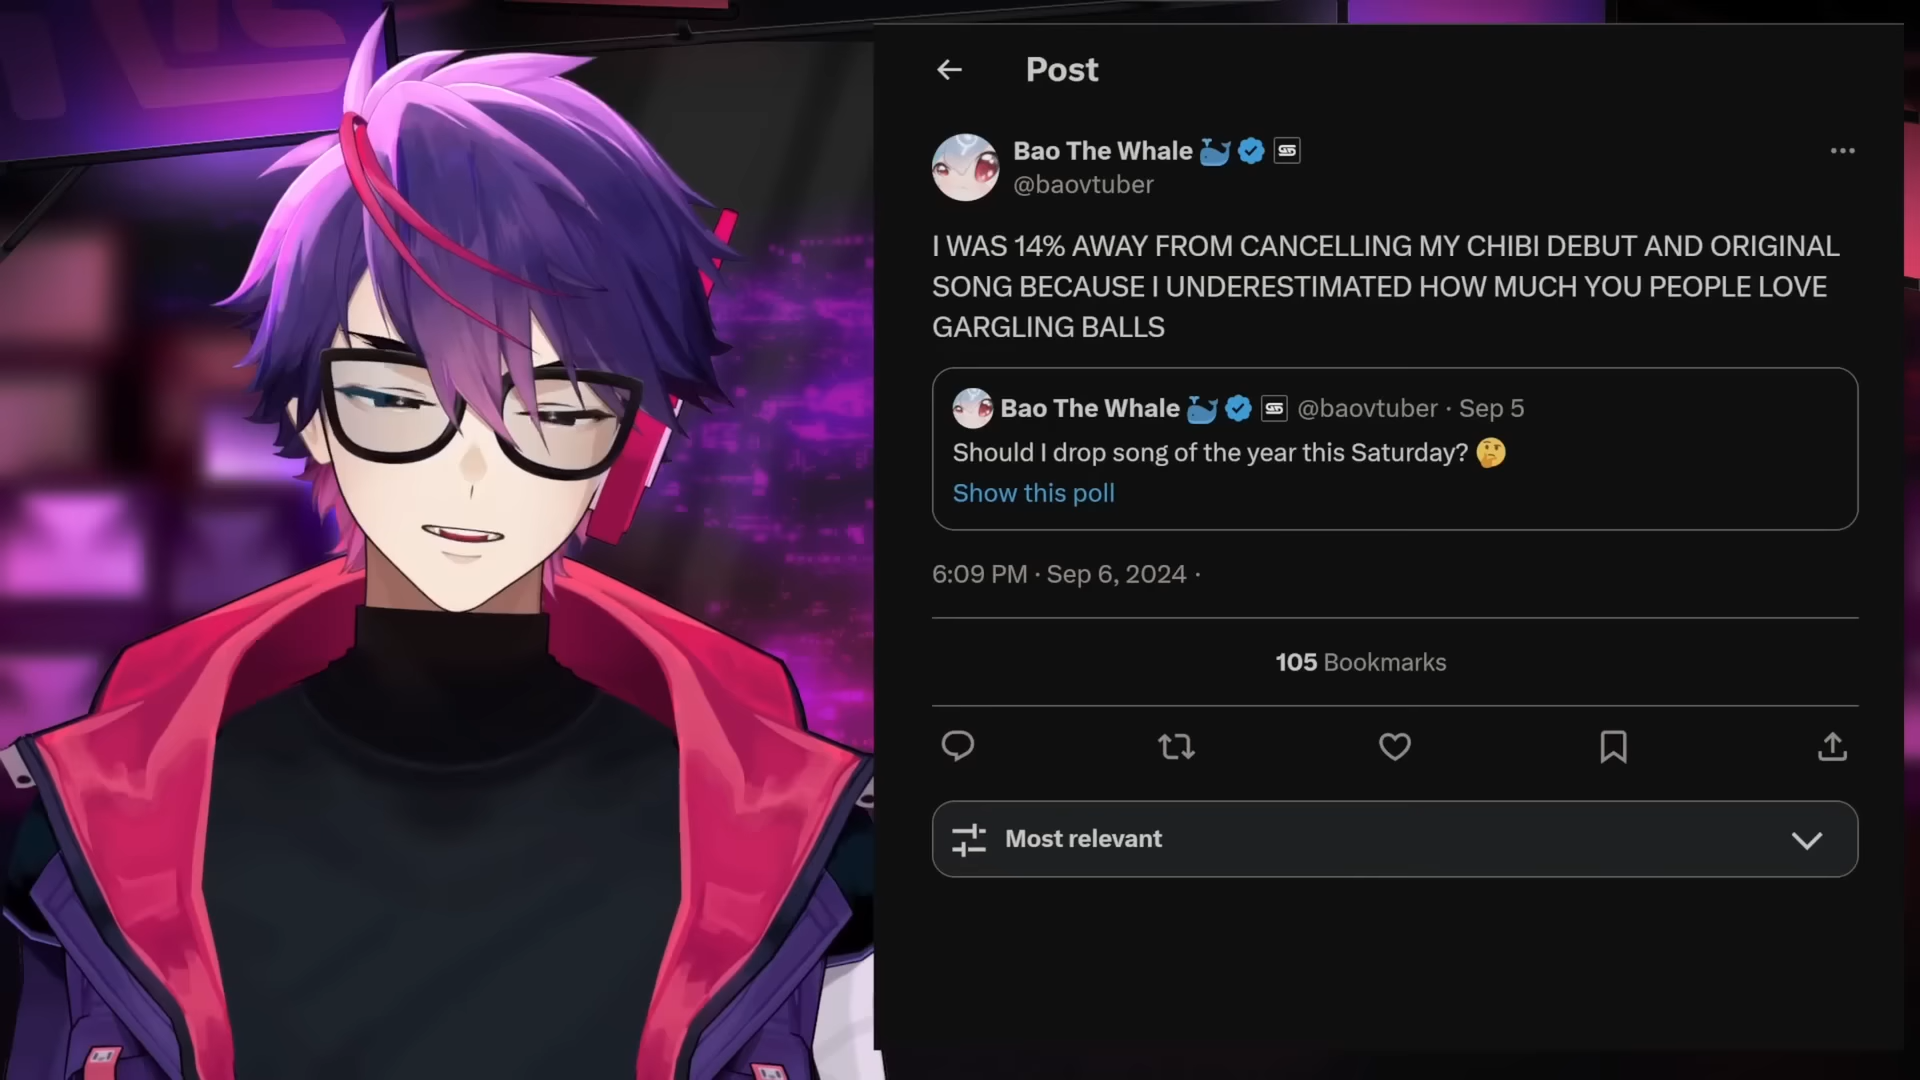 Post
Bao The Whale 🐳
@baovtuber
I WAS 14% AWAY FROM CANCELLING MY CHIBI DEBUT AND ORIGINAL
SONG BECAUSE I UNDERESTIMATED HOW MUCH YOU PEOPLE LOVE
GARGLING BALLS
Bao The Whale 🐳 @baovtuber · Sep 5
Should I drop song of the year this Saturday? 🤔
Show this poll
6:09 PM · Sep 6, 2024 ·
105 Bookmarks
Most relevant